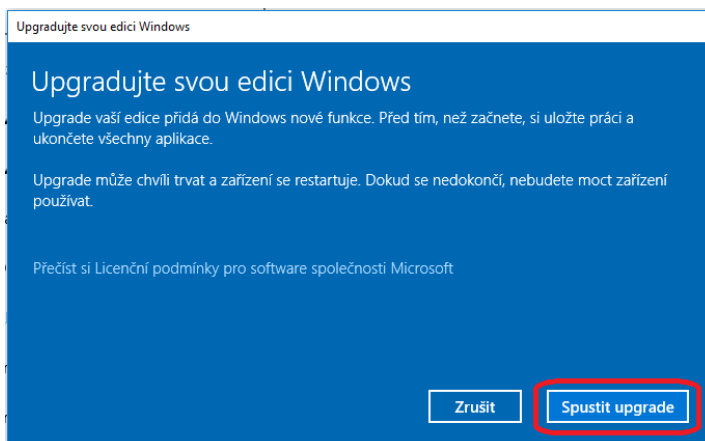 Upgradujte svou edici Windows
Upgradujte svou edici Windows
Upgrade vaší edice přidá do Windows nové funkce. Před tím, než začnete, si uložte práci a
ukončete všechny aplikace.
Upgrade může chvíli trvat a zařízení se restartuje. Dokud se nedokončí, nebudete moct zařízení
používat.
Přečíst si Licenční podmínky pro software společnosti Microsoft
Zrušit
Spustit upgrade